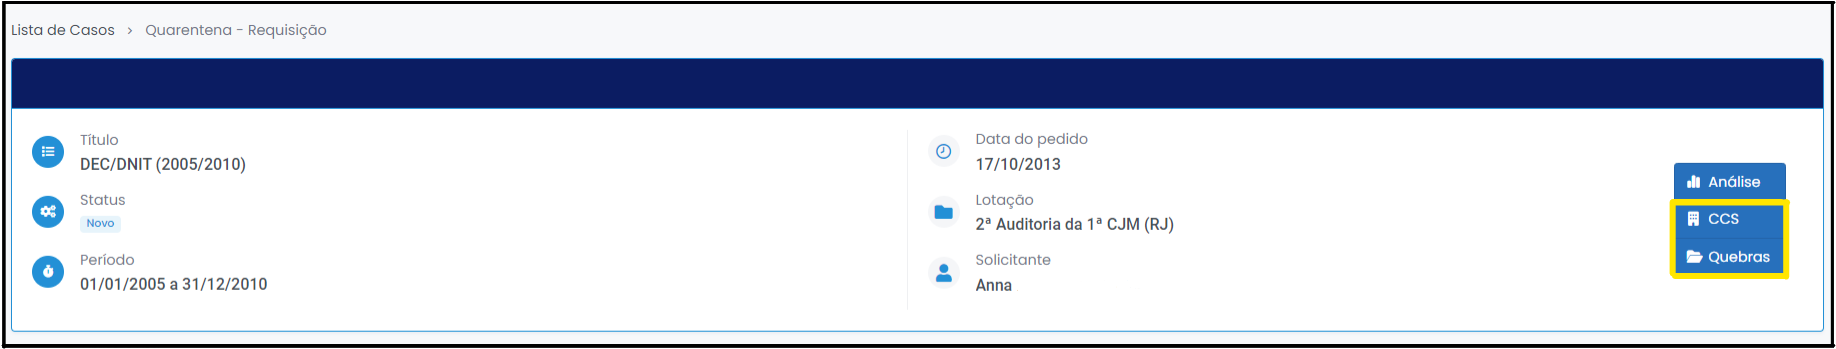 Lista de Casos > Quarentena - Requisição
Título
DEC/DNIT (2005/2010)
Status
Novo
Período
01/01/2005 a 31/12/2010
Data do pedido
17/10/2013
Lotação
2ª Auditoria da 1ª CJM (RJ)
Solicitante
Anna
Análise
CCS
Quebras